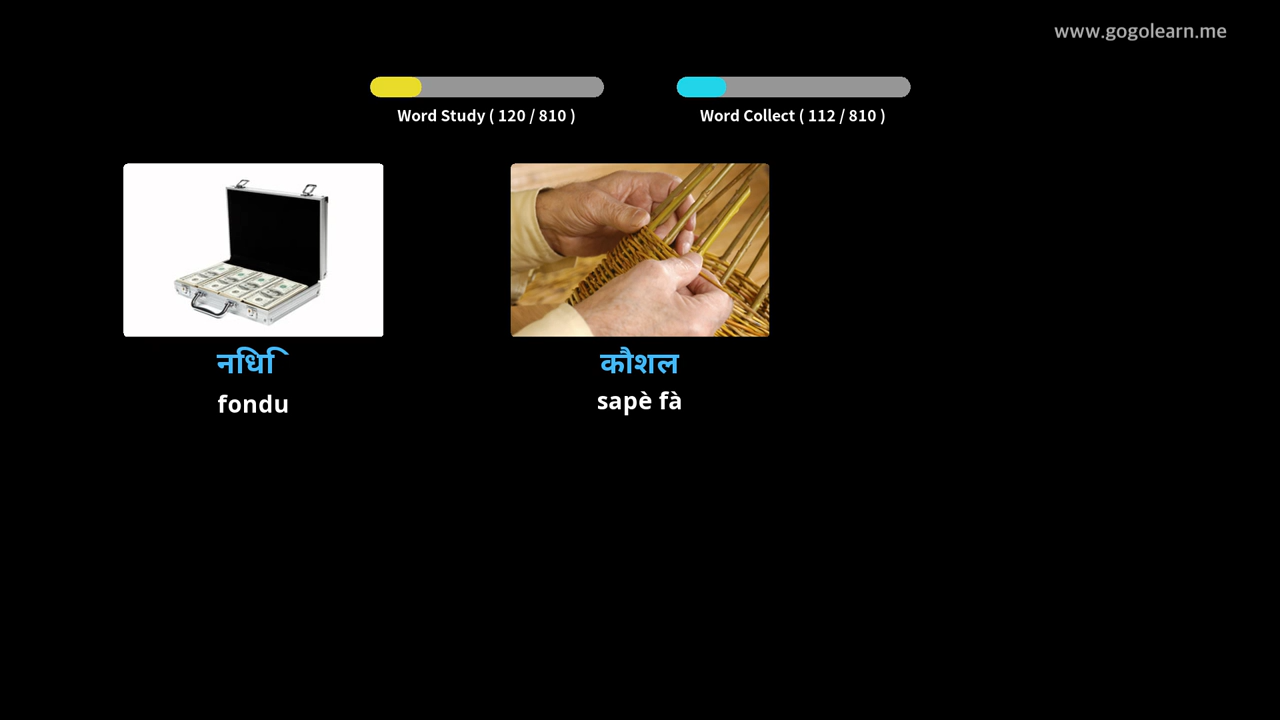 www.gogolearn.me
Word Study ( 120 / 810 )
Word Collect ( 112 / 810 )
निधि
fondu
कौशल
sapè fà